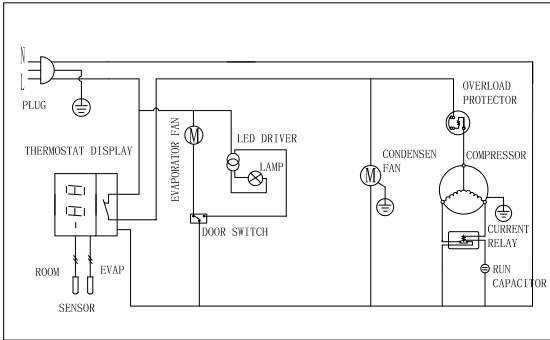 N
L
PLUG
OVERLOAD
PROTECTOR
THERMOSTAT DISPLAY
EVAPORATOR FAN
M
LED DRIVER
LAMP
CONDENSEN
FAN
M
COMPRESSOR
DOOR SWITCH
CURRENT
RELAY
ROOM
EVAP
SENSOR
RUN
CAPACITOR